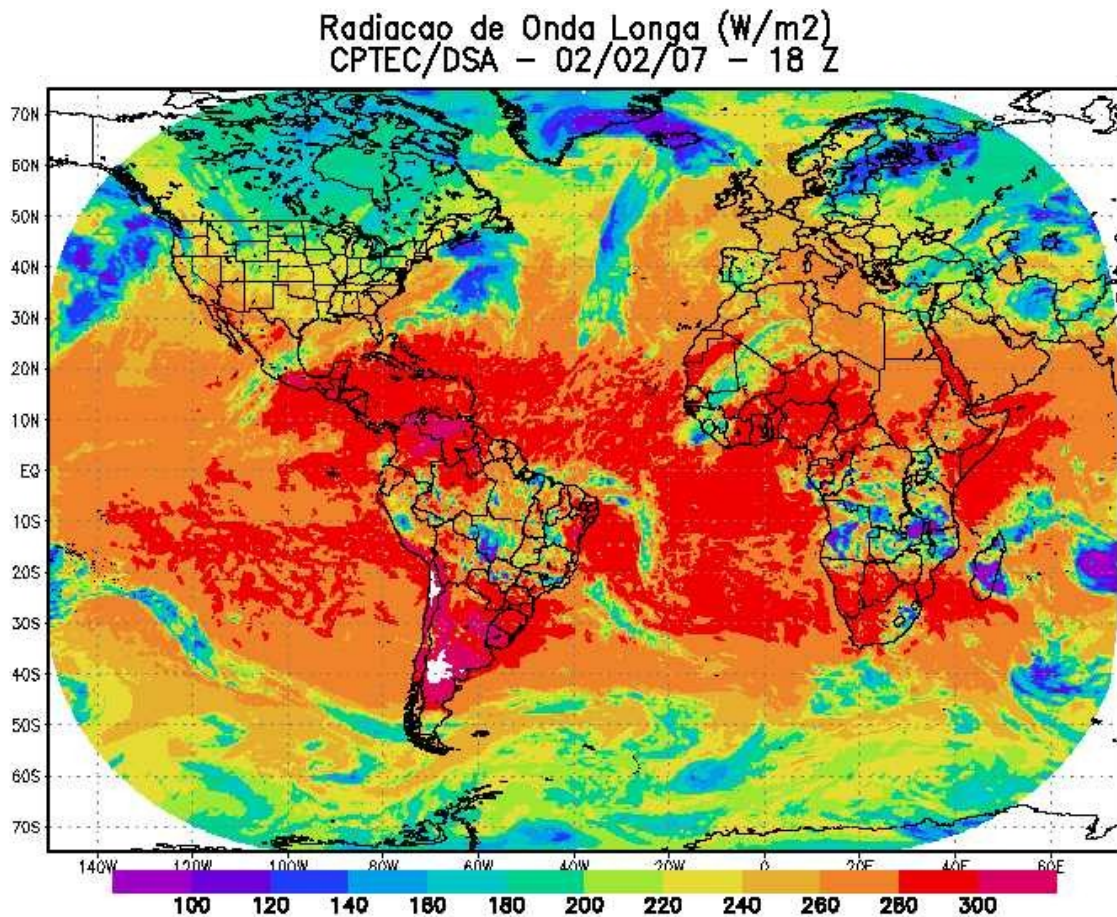 Radiacao de Onda Longa (W/m2)
CPTEC/DSA - 02/02/07 - 18 Z
70N
60N
50N
40N
30N
20N
10N
EQ
10S
20S
30S
40S
50S
60S
70S
140W 120W 100W 80W 60W 40W 20W 0 20E 40E 60E
100 120 140 160 180 200 220 240 260 280 300